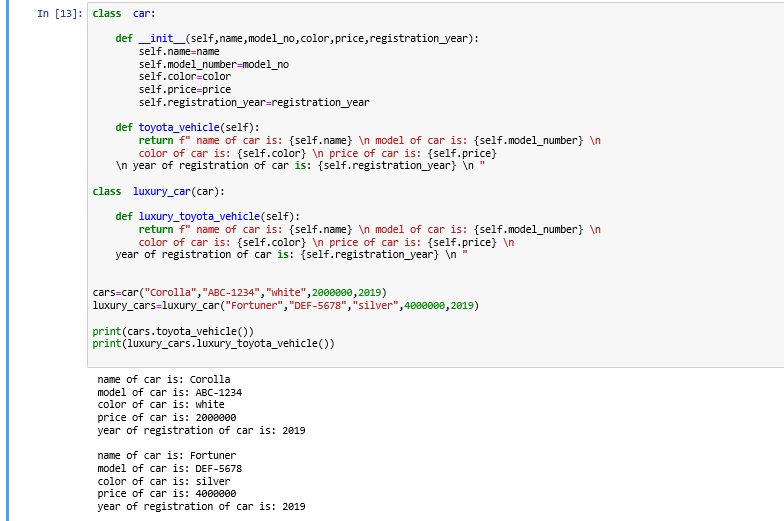 In [13]: class  car:
def __init__(self,name,model_no,color,price,registration_year):
self.name=name
self.model_number=model_no
self.color=color
self.price=price
self.registration_year=registration_year
def toyota_vehicle(self):
return f" name of car is: {self.name} \n model of car is: {self.model_number} \n
color of car is: {self.color} \n price of car is: {self.price}
\n year of registration of car is: {self.registration_year} \n "
class  luxury_car(car):
def luxury_toyota_vehicle(self):
return f" name of car is: {self.name} \n model of car is: {self.model_number} \n
color of car is: {self.color} \n price of car is: {self.price} \n
year of registration of car is: {self.registration_year} \n "
cars=car("Corolla","ABC-1234","white",2000000,2019)
luxury_cars=luxury_car("Fortuner","DEF-5678","silver",4000000,2019)
print(cars.toyota_vehicle())
print(luxury_cars.luxury_toyota_vehicle())
name of car is: Corolla
model of car is: ABC-1234
color of car is: white
price of car is: 2000000
year of registration of car is: 2019
name of car is: Fortuner
model of car is: DEF-5678
color of car is: silver
price of car is: 4000000
year of registration of car is: 2019